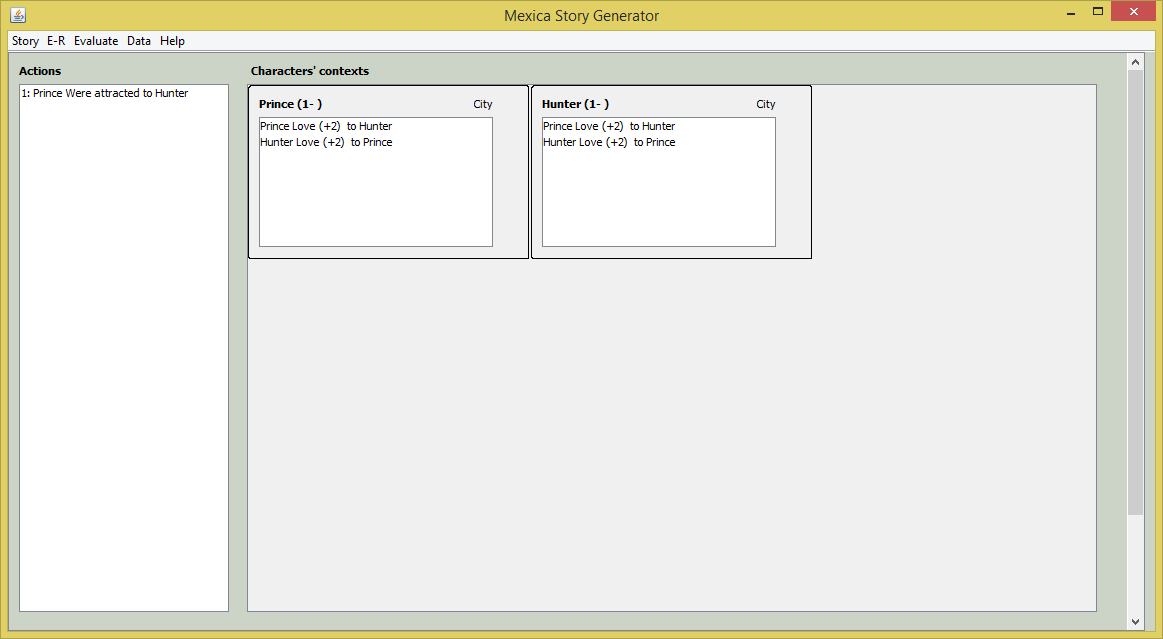 Mexica Story Generator
Story E-R Evaluate Data Help
Actions
Characters' contexts
1: Prince Were attracted to Hunter
Prince (1- ) City
Prince Love (+2)  to Hunter
Hunter Love (+2)  to Prince
Hunter (1- ) City
Prince Love (+2)  to Hunter
Hunter Love (+2)  to Prince